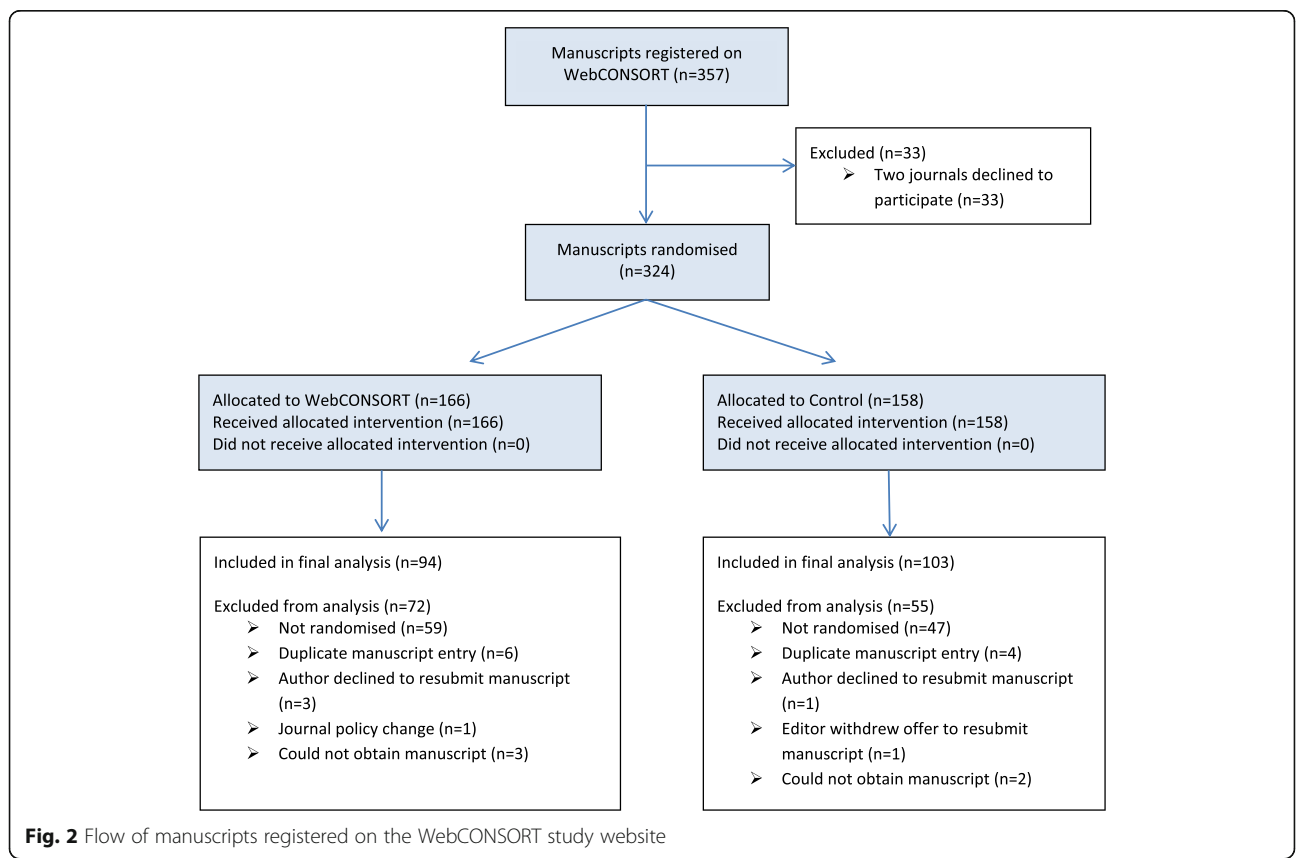 Manuscripts registered on
WebCONSORT (n=357)
Excluded (n=33)
➢ Two journals declined to
participate (n=33)
Manuscripts randomised
(n=324)
Allocated to WebCONSORT (n=166)
Received allocated intervention (n=166)
Did not receive allocated intervention (n=0)
Allocated to Control (n=158)
Received allocated intervention (n=158)
Did not receive allocated intervention (n=0)
Included in final analysis (n=94)
Excluded from analysis (n=72)
➢ Not randomised (n=59)
➢ Duplicate manuscript entry (n=6)
➢ Author declined to resubmit manuscript
(n=3)
➢ Journal policy change (n=1)
➢ Could not obtain manuscript (n=3)
Included in final analysis (n=103)
Excluded from analysis (n=55)
➢ Not randomised (n=47)
➢ Duplicate manuscript entry (n=4)
➢ Author declined to resubmit manuscript
(n=1)
➢ Editor withdrew offer to resubmit
manuscript (n=1)
➢ Could not obtain manuscript (n=2)
Fig. 2 Flow of manuscripts registered on the WebCONSORT study website